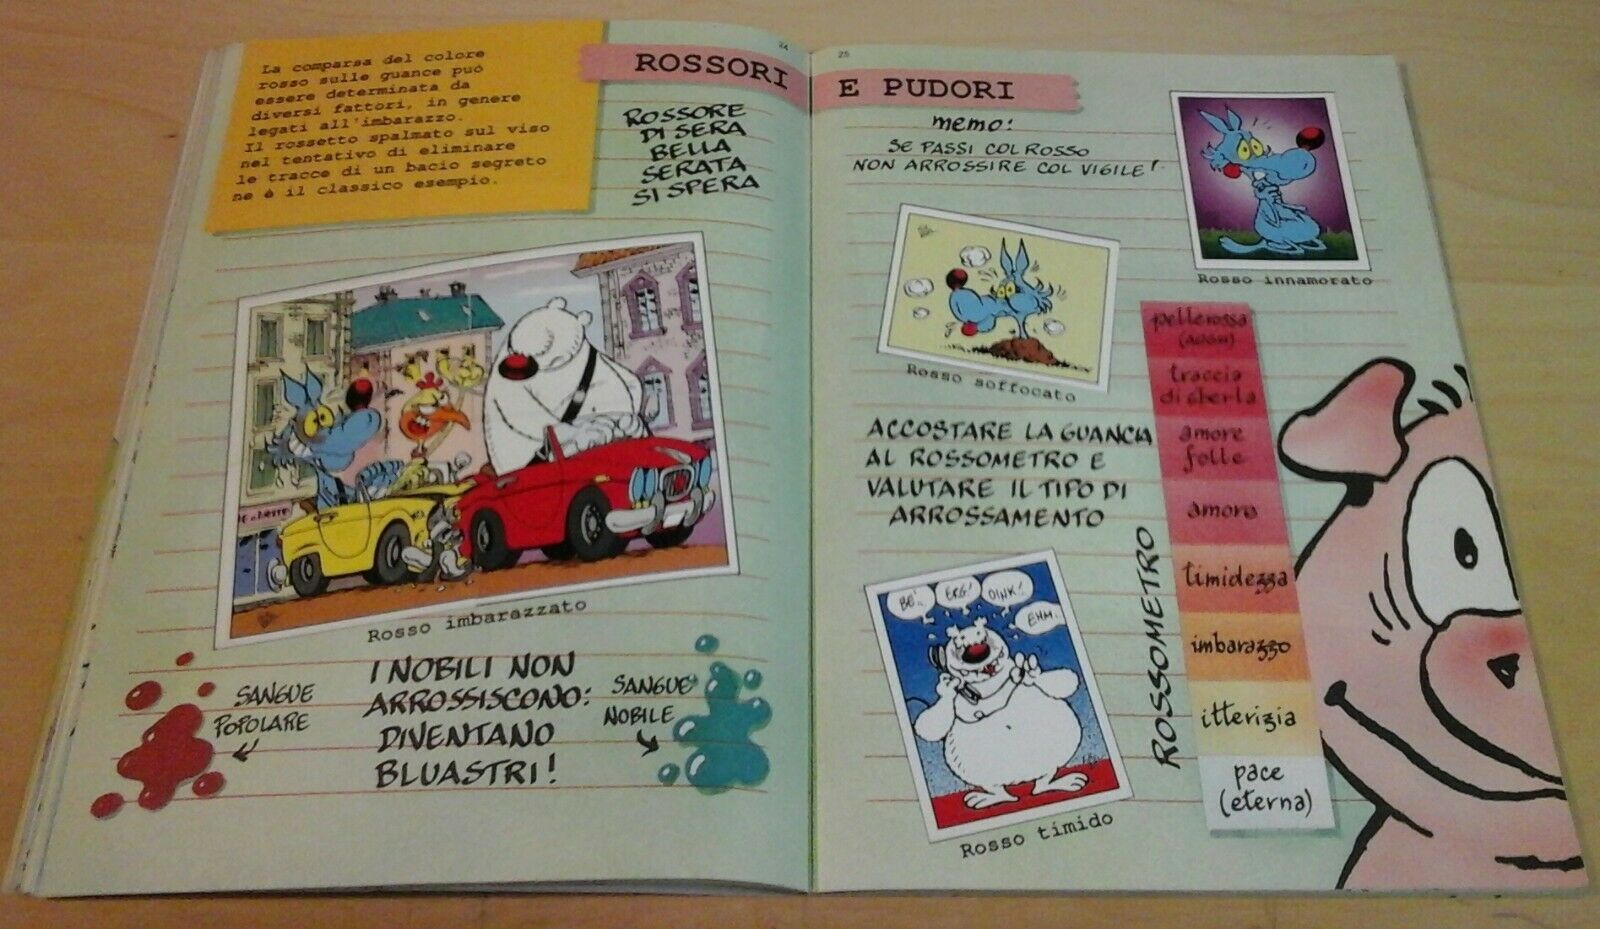 24
La comparsa del colore
rosso sulle guance può
essere determinata da
diversi fattori, in genere
legati all'imbarazzo.
Il rossetto spalmato sul viso
nel tentativo di eliminare
le tracce di un bacio segreto
ne è il classico esempio.
ROSSORI
ROSSORE
DI SERA
BELLA
SERATA
SI SPERA
Rosso imbarazzato
SANGUE
POPOLARE
I NOBILI NON
ARROSSISCONO:
DIVENTANO
BLUASTRI!
SANGUE
NOBILE
25
E PUDORI
memo:
SE PASSI COL ROSSO
NON ARROSSIRE COL VIGILE!
Rosso innamorato
Rosso soffocato
ACCOSTARE LA GUANCIA
AL ROSSOMETRO E
VALUTARE IL TIPO DI
ARROSSAMENTO
BE'..
ERG!
OINK!
EHM.
Rosso timido
ROSSOMETRO
pellerossa
(AUGH)
traccia
di sberla
amore
folle
amore
timidezza
imbarazzo
itterizia
pace
(eterna)